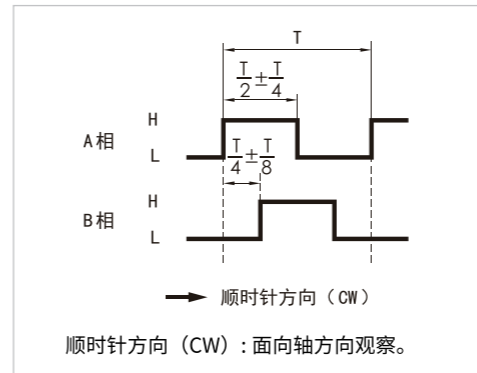 T
T/2 ± T/4
H
A相
L
T/4 ± T/8
H
B相
L
顺时针方向（CW）
顺时针方向（CW）: 面向轴方向观察。